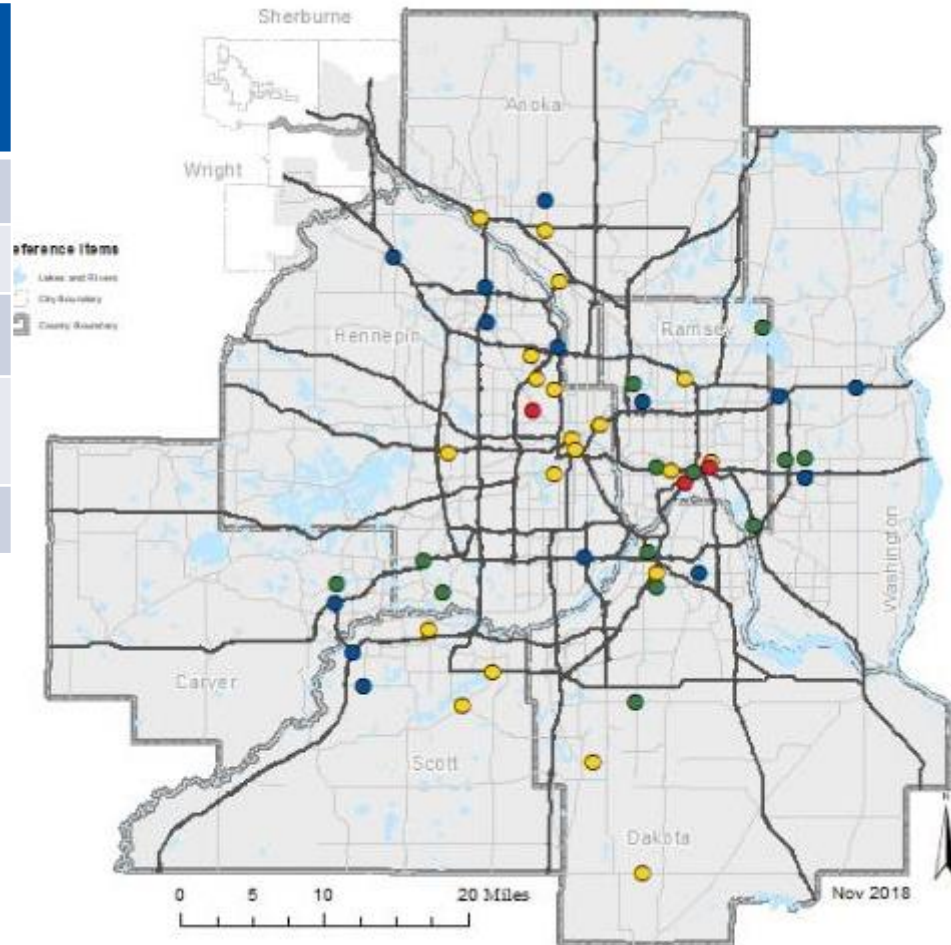 Sherburne
Anoka
Wright
eference Items
Lakes and Rivers
City Boundary
County Boundary
Hennepin
Ramsey
Washington
Carver
Scott
Dakota
N
Nov 2018
0 5 10 20 Miles